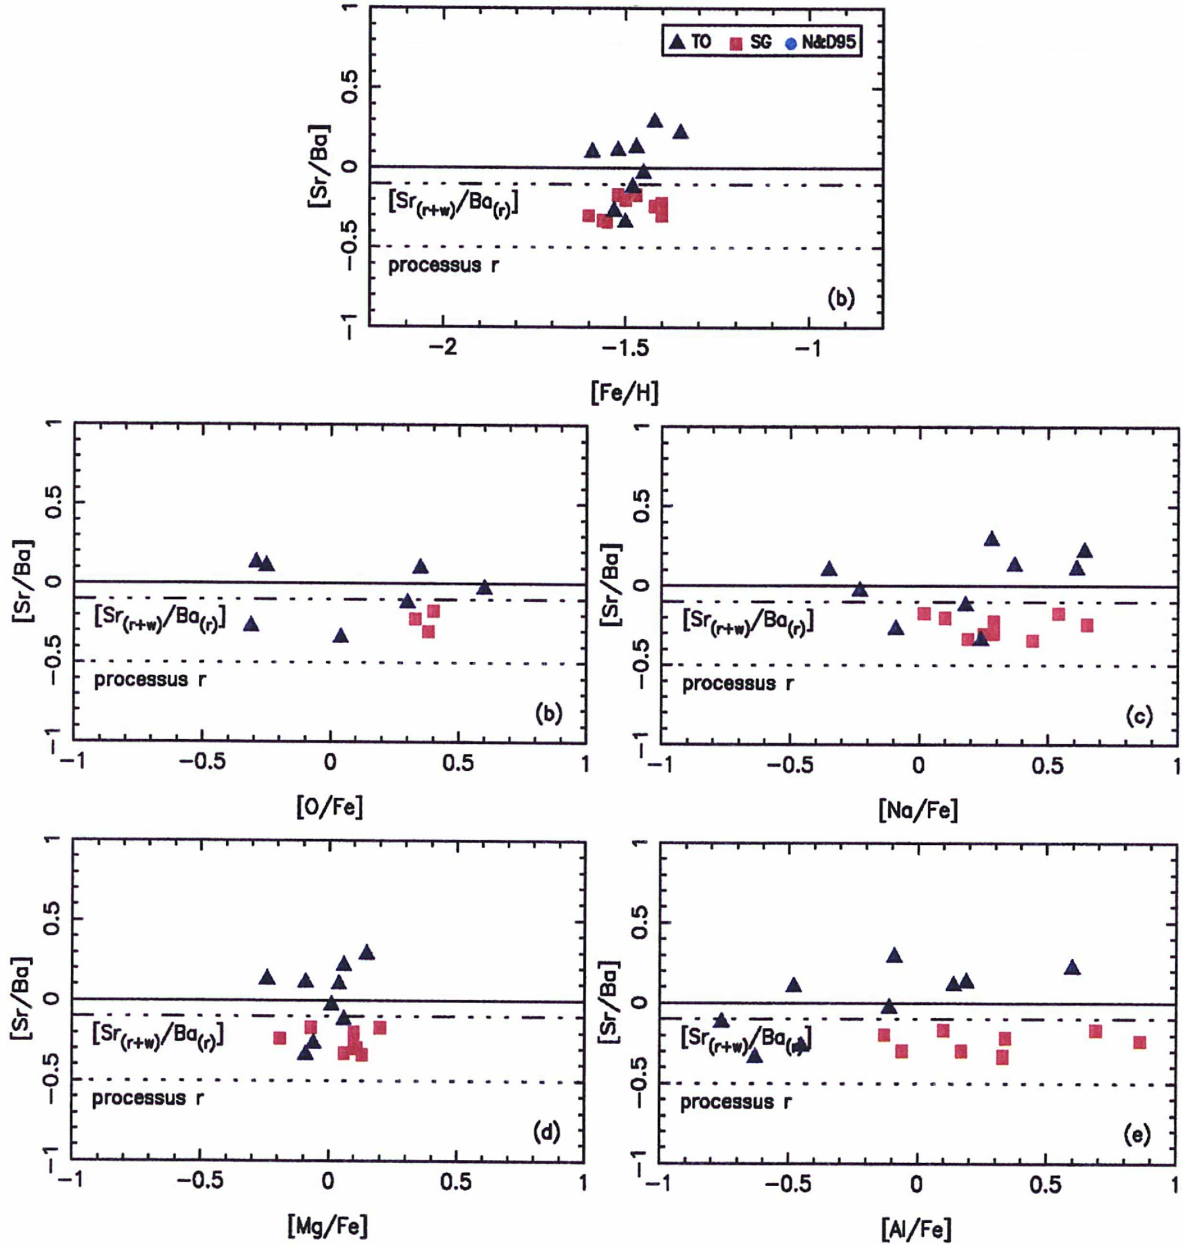 1
0.5
0
−0.5
−1
[Sr/Ba]
TO SG N&D95
[Sr(r+w)/Ba(r)]
processus r
(b)
−2 −1.5 −1
[Fe/H]
1
0.5
0
−0.5
−1
[Sr/Ba]
[Sr(r+w)/Ba(r)]
processus r
(b)
−1 −0.5 0 0.5 1
[O/Fe]
1
0.5
0
−0.5
−1
[Sr/Ba]
[Sr(r+w)/Ba(r)]
processus r
(c)
−1 −0.5 0 0.5 1
[Na/Fe]
1
0.5
0
−0.5
−1
[Sr/Ba]
[Sr(r+w)/Ba(r)]
processus r
(d)
−1 −0.5 0 0.5 1
[Mg/Fe]
1
0.5
0
−0.5
−1
[Sr/Ba]
[Sr(r+w)/Ba(r)]
processus r
(e)
−1 −0.5 0 0.5 1
[Al/Fe]